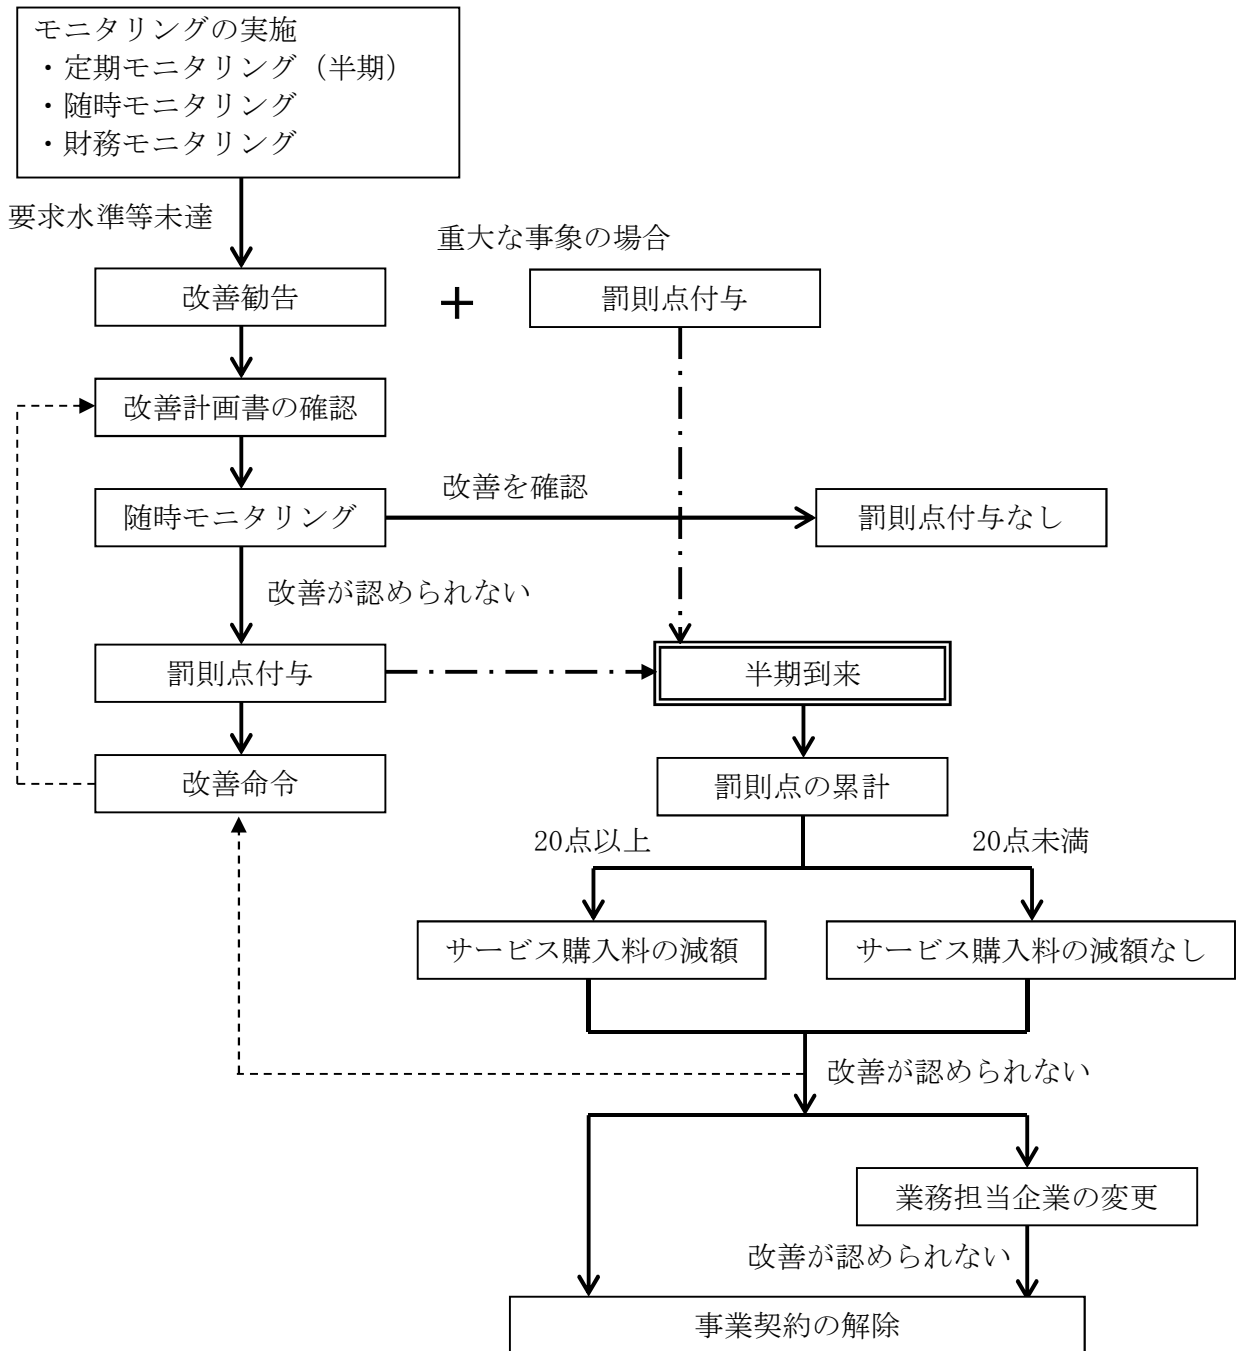 モニタリングの実施
・定期モニタリング（半期）
・随時モニタリング
・財務モニタリング
要求水準等未達
重大な事象の場合
改善勧告
＋
罰則点付与
改善計画書の確認
改善を確認
随時モニタリング
罰則点付与なし
改善が認められない
罰則点付与
半期到来
改善命令
罰則点の累計
20点以上
20点未満
サービス購入料の減額
サービス購入料の減額なし
改善が認められない
業務担当企業の変更
改善が認められない
事業契約の解除